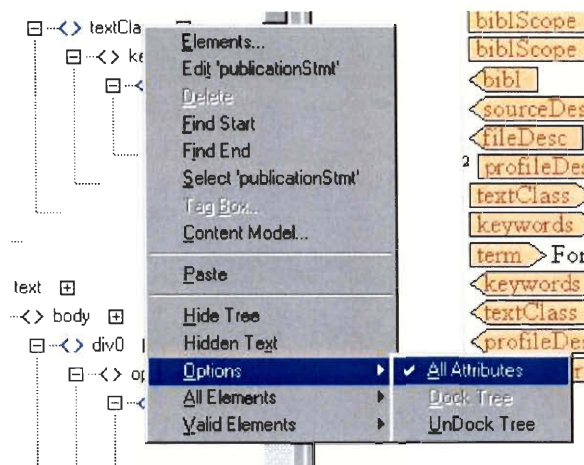 textCla
ke
text
body
div0
op
Elements...
Edit 'publicationStmt'
Delete
Find Start
Find End
Select 'publicationStmt'
Tag Box...
Content Model...
Paste
Hide Tree
Hidden Text
Options
All Elements
Valid Elements
All Attributes
Dock Tree
UnDock Tree
biblScope
biblScope
bibl
sourceDes
fileDesc
2 profileDes
textClass
keywords
term For
keywords
textClass
profileDes